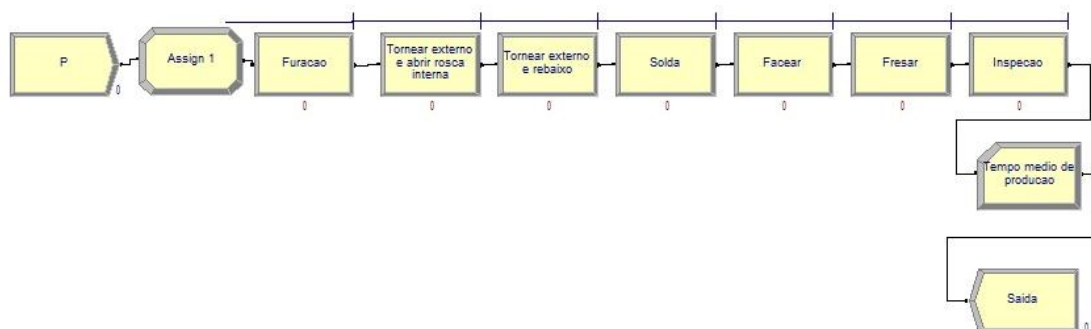 P
Assign 1
Furacao
Tornear externo
e abrir rosca
interna
Tornear externo
e rebaixo
Solda
Facear
Fresar
Inspecao
0
0
0
0
0
0
0
0
Tempo medio de
producao
Saida
0